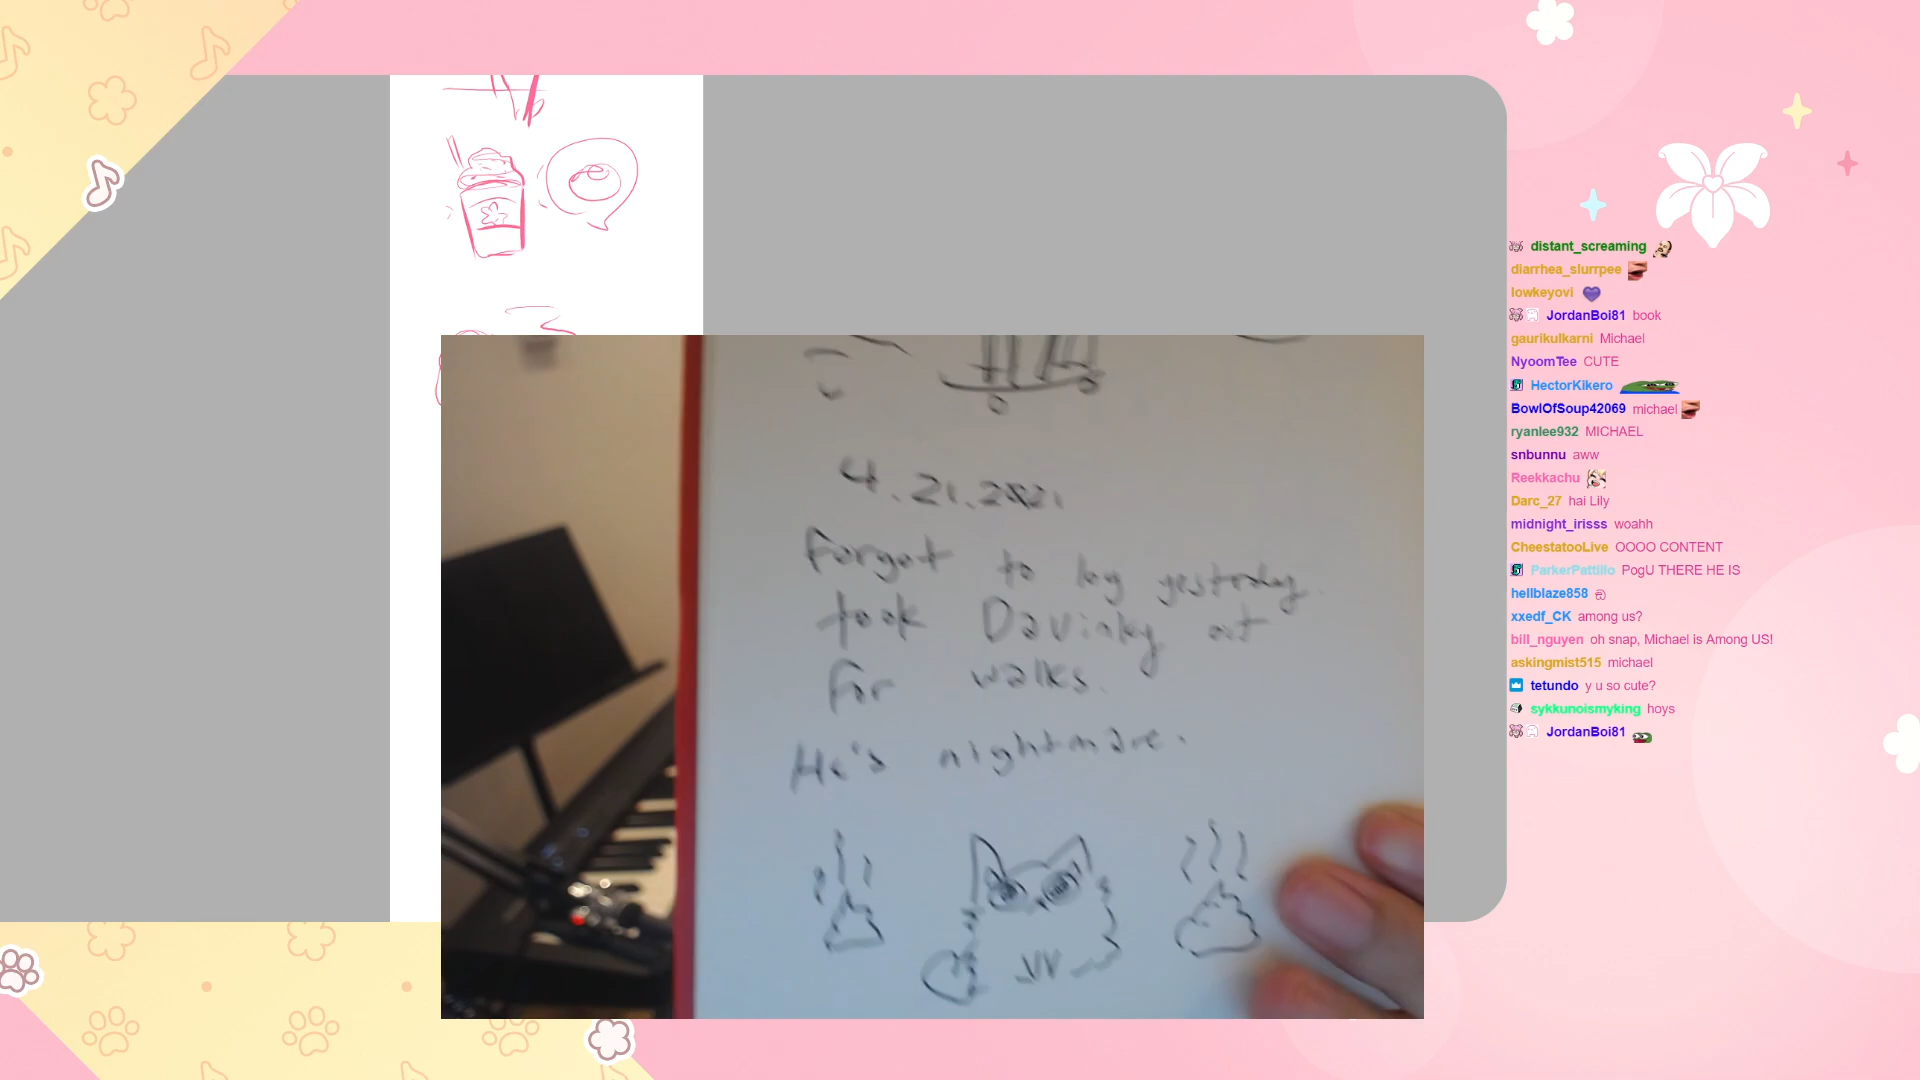 4.21.2021
Forgot to log yesterday.
took Davinky out
for walks.
He's nightmare.
distant_screaming
diarrhea_slurrpee
lowkeyovi
JordanBoi81 book
gaurikulkarni Michael
NyoomTee CUTE
HectorKikero
BowlOfSoup42069 michael
ryanlee932 MICHAEL
snbunnu aww
Reekkachu
Darc_27 hai Lily
midnight_irisss woahh
CheestatooLive OOOO CONTENT
ParkerPattillo PogU THERE HE IS
hellblaze858 ඞ
xxedf_CK among us?
bill_nguyen oh snap, Michael is Among US!
askingmist515 michael
tetundo y u so cute?
sykkunoismyking hoys
JordanBoi81